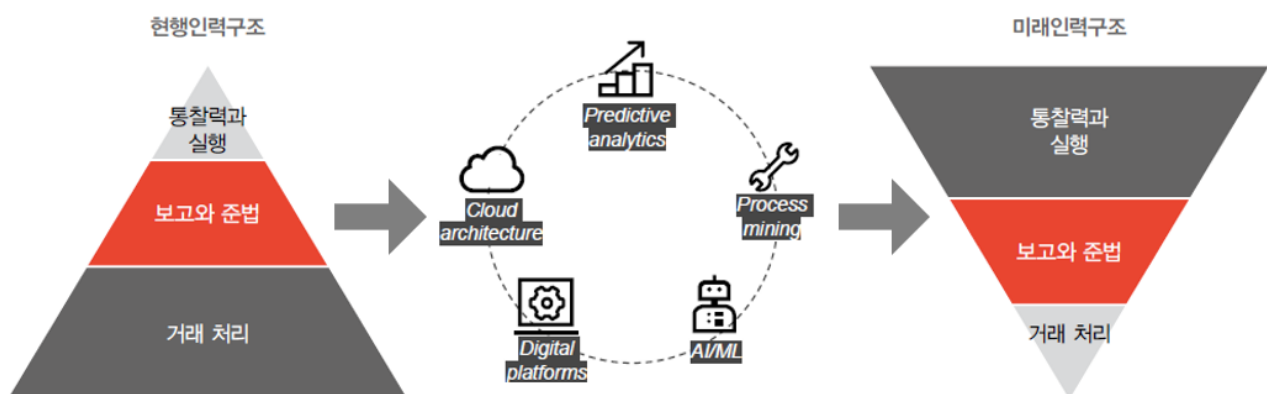 현행인력구조
통찰력과
실행
보고와 준법
거래 처리
Predictive
analytics
Cloud
architecture
Process
mining
Digital
platforms
AI/ML
미래인력구조
통찰력과
실행
보고와 준법
거래 처리